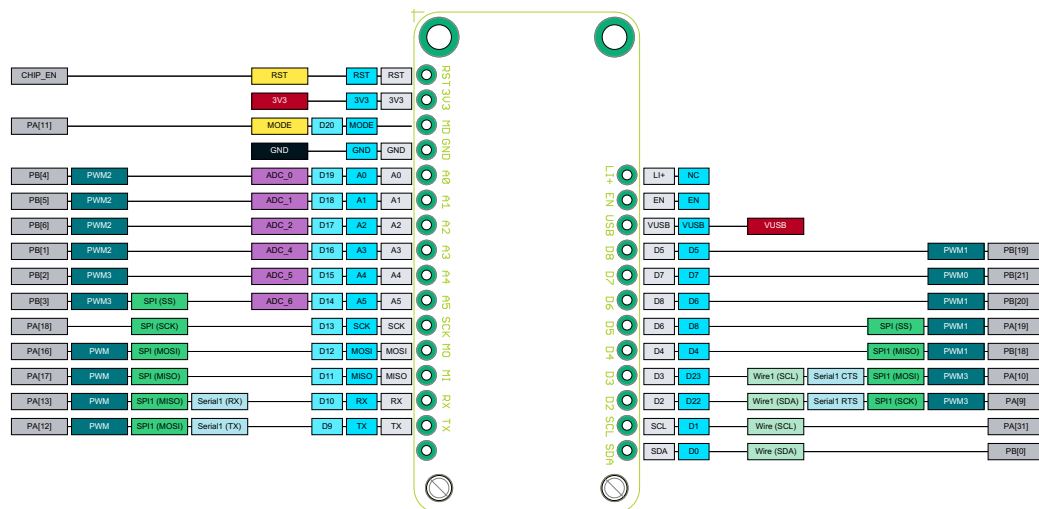 CHIP_EN RST RST RST RST
3V3 3V3 3V3 3V3
PA[11] MODE D20 MODE MD
GND GND GND GND
PB[4] PWM2 ADC_0 D19 A0 A0 A0 LI+ LI+ NC
PB[5] PWM2 ADC_1 D18 A1 A1 A1 EN EN EN
PB[6] PWM2 ADC_2 D17 A2 A2 A2 USB VUSB VUSB VUSB
PB[1] PWM2 ADC_4 D16 A3 A3 A3 D8 D5 D5 PWM1 PB[19]
PB[2] PWM3 ADC_5 D15 A4 A4 A4 D7 D7 D7 PWM0 PB[21]
PB[3] PWM3 SPI (SS) ADC_6 D14 A5 A5 A5 D6 D8 D6 PWM1 PB[20]
PA[18] SPI (SCK) D13 SCK SCK SCK D5 D6 D8 SPI (SS) PWM1 PA[19]
PA[16] PWM SPI (MOSI) D12 MOSI MOSI MO D4 D4 D4 SPI1 (MISO) PWM1 PB[18]
PA[17] PWM SPI (MISO) D11 MISO MISO MI D3 D3 D23 Wire1 (SCL) Serial1 CTS SPI1 (MOSI) PWM3 PA[10]
PA[13] PWM SPI1 (MISO) Serial1 (RX) D10 RX RX RX D2 D2 D22 Wire1 (SDA) Serial1 RTS SPI1 (SCK) PWM3 PA[9]
PA[12] PWM SPI1 (MOSI) Serial1 (TX) D9 TX TX TX SCL SCL D1 Wire (SCL) PA[31]
SDA SDA D0 Wire (SDA) PB[0]